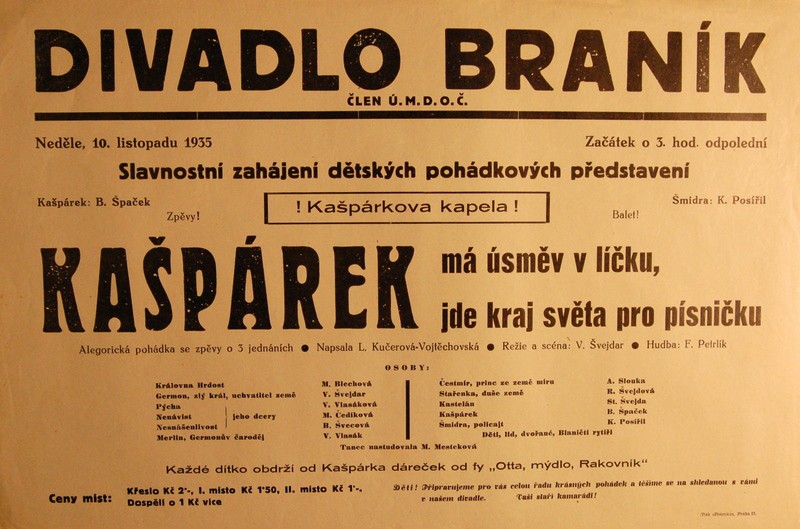 DIVADLO BRANÍK
ČLEN Ú.M.D.O.Č.
Neděle, 10. listopadu 1935 Začátek o 3. hod. odpolední
Slavnostní zahájení dětských pohádkových představení
Kašpárek: B. Špaček ! Kašpárkova kapela ! Šmidra: K. Posířil
Zpěvy! Balet!
KAŠPÁREK má úsměv v líčku,
jde kraj světa pro písničku
Alegorická pohádka se zpěvy o 3 jednáních ● Napsala L. Kučerová-Vojtěchovská ● Režie a scéna: V. Švejdar ● Hudba: F. Petrlík
OSOBY:
Královna Hrdost M. Blechová
Germon, zlý král, uchvatitel země V. Švejdar
Pýcha V. Vlasáková
Nenávist jeho dcery M. Čedíková
Nesnášenlivost B. Švecová
Merlin, Germonův čaroděj V. Vlasák
Čestmír, princ ze země míru A. Slouka
Stařenka, duše země R. Švejdová
Kastelán St. Švejda
Kašpárek B. Špaček
Šmidra, policajt K. Posířil
Děti, lid, dvořané, Blaničtí rytíři
Tanec nastudovala M. Mesteková
Každé dítko obdrží od Kašpárka dáreček od fy „Otta, mýdlo, Rakovník"
Ceny míst: Křeslo Kč 2·-, I. místo Kč 1·50, II. místo Kč 1·-.
Dospělí o 1 Kč více
Děti! Připravujeme pro vás celou řadu krásných pohádek a těšíme se na shledanou s vámi
v našem divadle. Vaši staří kamarádi!